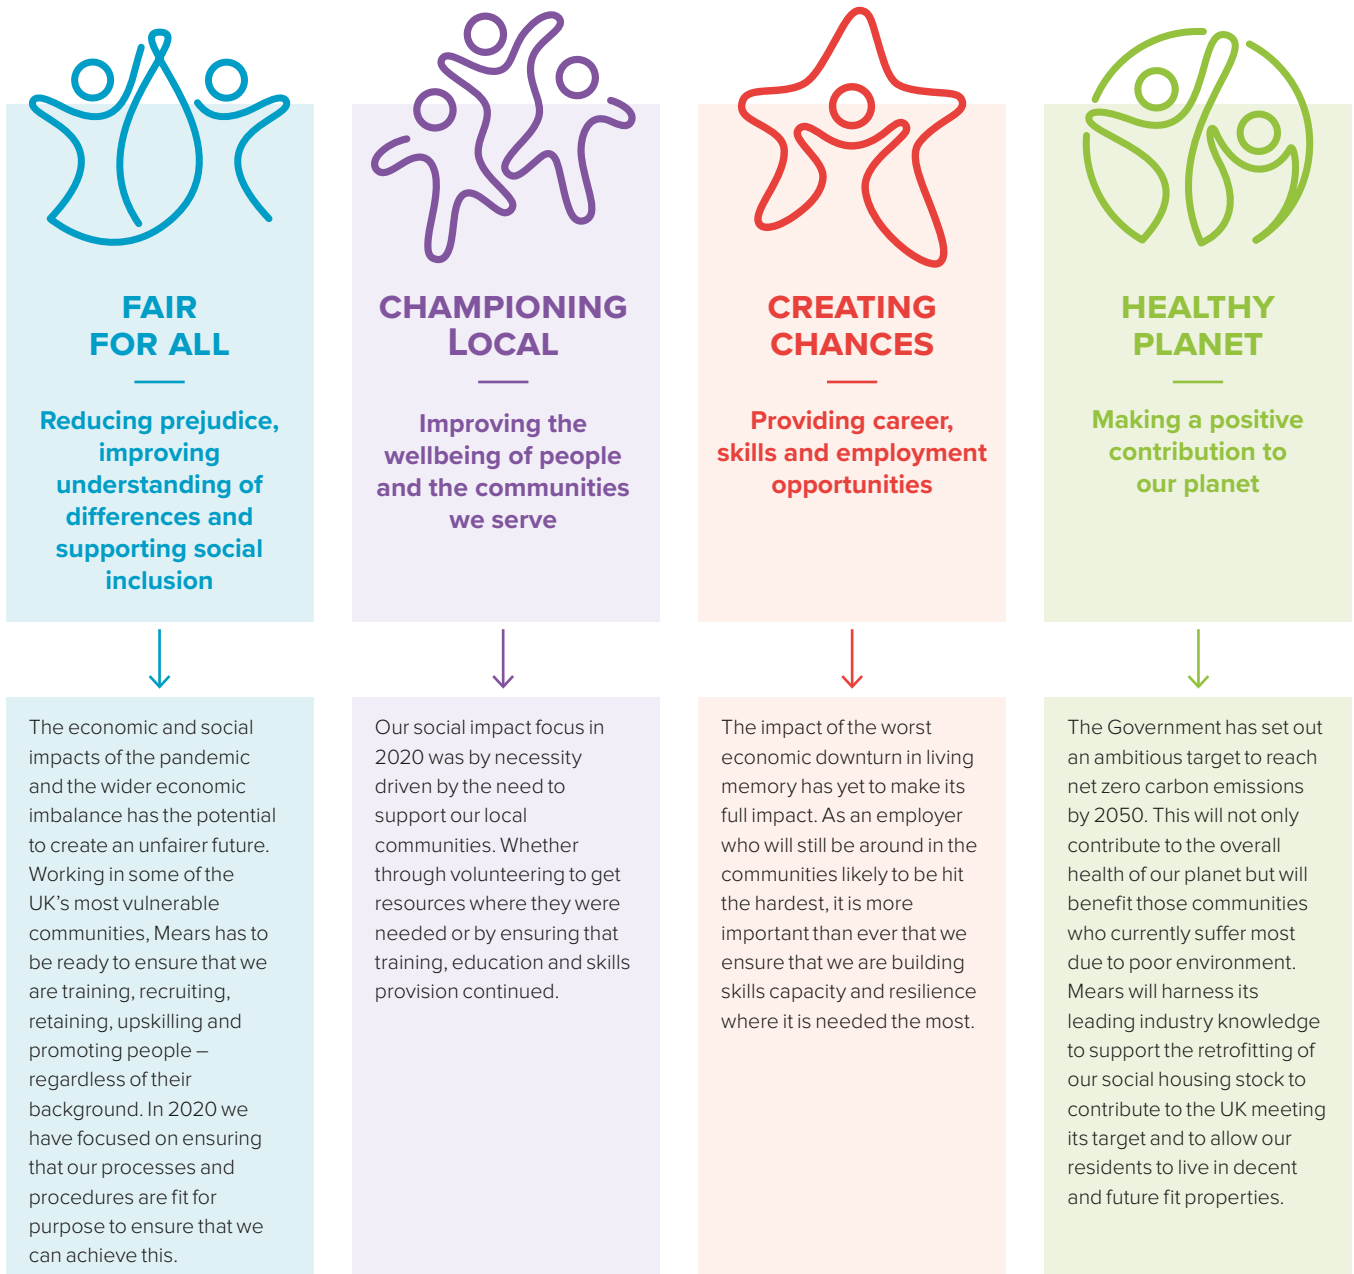 FAIR
FOR ALL
Reducing prejudice,
improving
understanding of
differences and
supporting social
inclusion
The economic and social
impacts of the pandemic
and the wider economic
imbalance has the potential
to create an unfairer future.
Working in some of the
UK’s most vulnerable
communities, Mears has to
be ready to ensure that we
are training, recruiting,
retaining, upskilling and
promoting people –
regardless of their
background. In 2020 we
have focused on ensuring
that our processes and
procedures are fit for
purpose to ensure that we
can achieve this.
CHAMPIONING
LOCAL
Improving the
wellbeing of people
and the communities
we serve
Our social impact focus in
2020 was by necessity
driven by the need to
support our local
communities. Whether
through volunteering to get
resources where they were
needed or by ensuring that
training, education and skills
provision continued.
CREATING
CHANCES
Providing career,
skills and employment
opportunities
The impact of the worst
economic downturn in living
memory has yet to make its
full impact. As an employer
who will still be around in the
communities likely to be hit
the hardest, it is more
important than ever that we
ensure that we are building
skills capacity and resilience
where it is needed the most.
HEALTHY
PLANET
Making a positive
contribution to
our planet
The Government has set out
an ambitious target to reach
net zero carbon emissions
by 2050. This will not only
contribute to the overall
health of our planet but will
benefit those communities
who currently suffer most
due to poor environment.
Mears will harness its
leading industry knowledge
to support the retrofitting of
our social housing stock to
contribute to the UK meeting
its target and to allow our
residents to live in decent
and future fit properties.